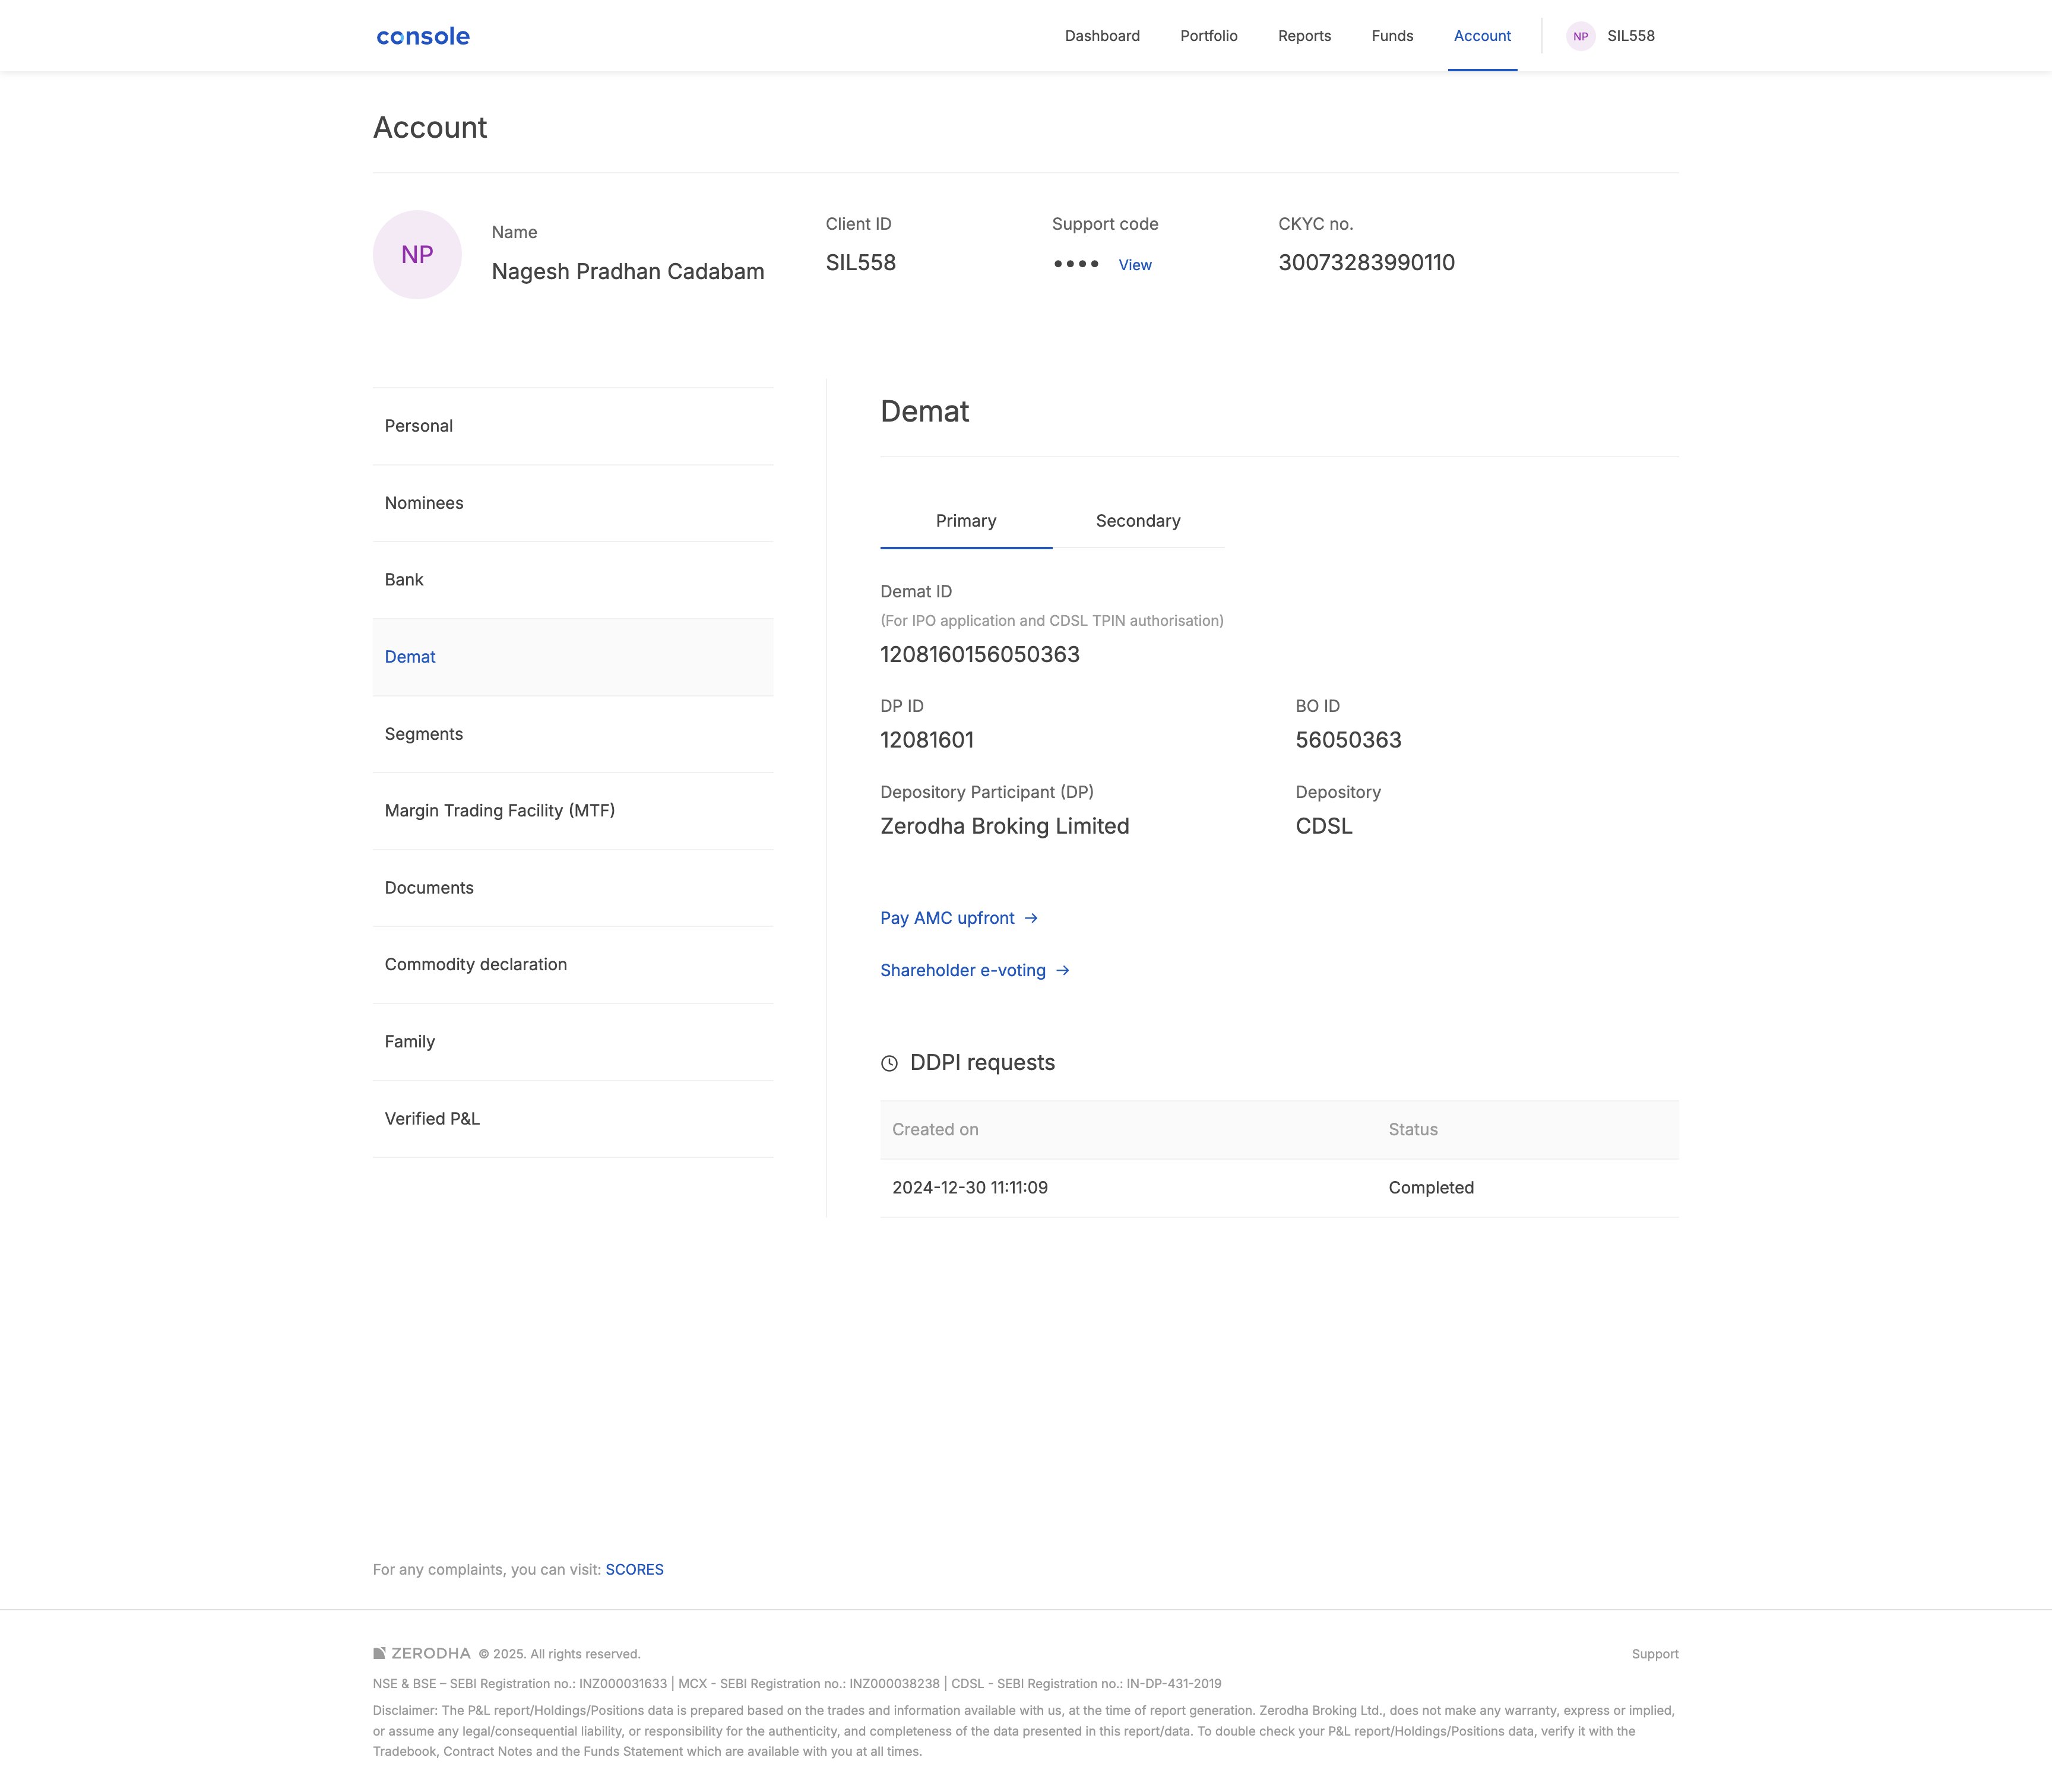 console
Dashboard Portfolio Reports Funds Account NP SIL558
Account
NP
Name
Nagesh Pradhan Cadabam
Client ID
SIL558
Support code
•••• View
CKYC no.
30073283990110
Personal
Nominees
Bank
Demat
Segments
Margin Trading Facility (MTF)
Documents
Commodity declaration
Family
Verified P&L
Demat
Primary Secondary
Demat ID
(For IPO application and CDSL TPIN authorisation)
1208160156050363
DP ID
12081601
BO ID
56050363
Depository Participant (DP)
Zerodha Broking Limited
Depository
CDSL
Pay AMC upfront →
Shareholder e-voting →
DDPI requests
Created on Status
2024-12-30 11:11:09 Completed
For any complaints, you can visit: SCORES
ZERODHA © 2025. All rights reserved.
Support
NSE & BSE – SEBI Registration no.: INZ000031633 | MCX - SEBI Registration no.: INZ000038238 | CDSL - SEBI Registration no.: IN-DP-431-2019
Disclaimer: The P&L report/Holdings/Positions data is prepared based on the trades and information available with us, at the time of report generation. Zerodha Broking Ltd., does not make any warranty, express or implied,
or assume any legal/consequential liability, or responsibility for the authenticity, and completeness of the data presented in this report/data. To double check your P&L report/Holdings/Positions data, verify it with the
Tradebook, Contract Notes and the Funds Statement which are available with you at all times.